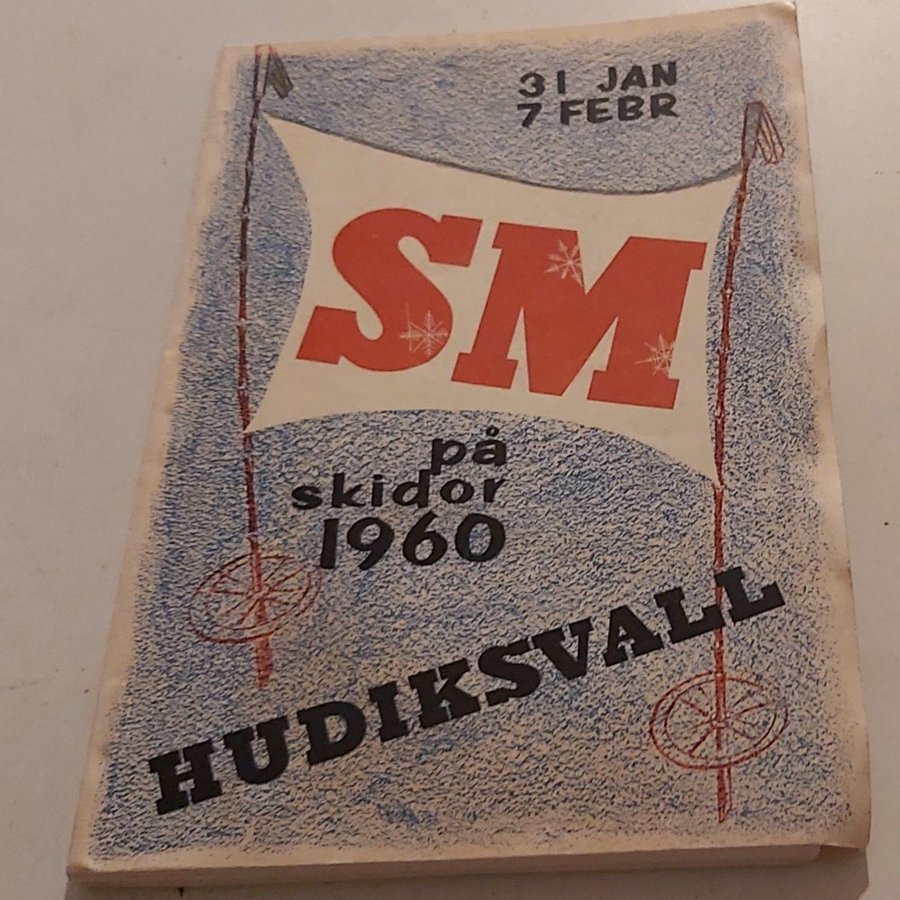 31 JAN
7 FEBR
SM
på
skidor
1960
HUDIKSVALL